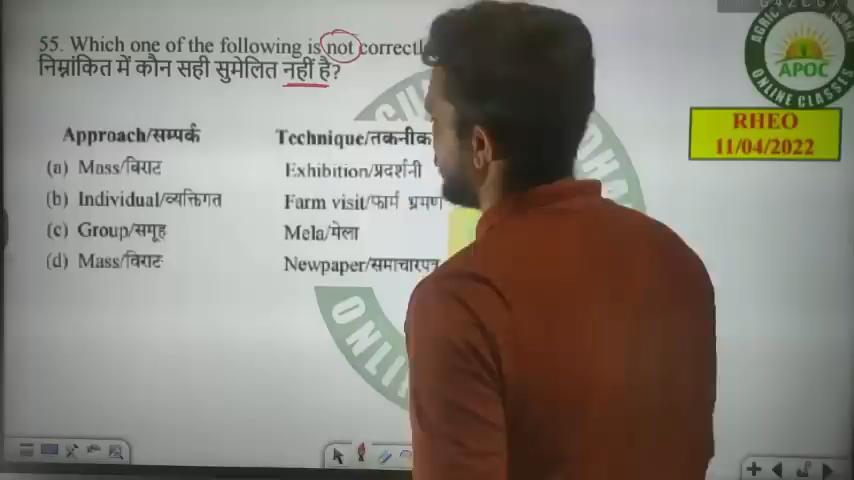 55. Which one of the following is not
निम्नांकित में कौन सही सुमेलित नहीं है?
Approach/सम्पर्क Technique/तकनीक
(a) Mass/विराट Exhibition/प्रदर्शनी
(b) Individual/व्यक्तिगत Farm visit/फार्म भ्रमण
(c) Group/समूह Mela/मेला
(d) Mass/विराट Newpaper/समाचारपत्र
APOC
ONLINE CLASSES
RHEO
11/04/2022